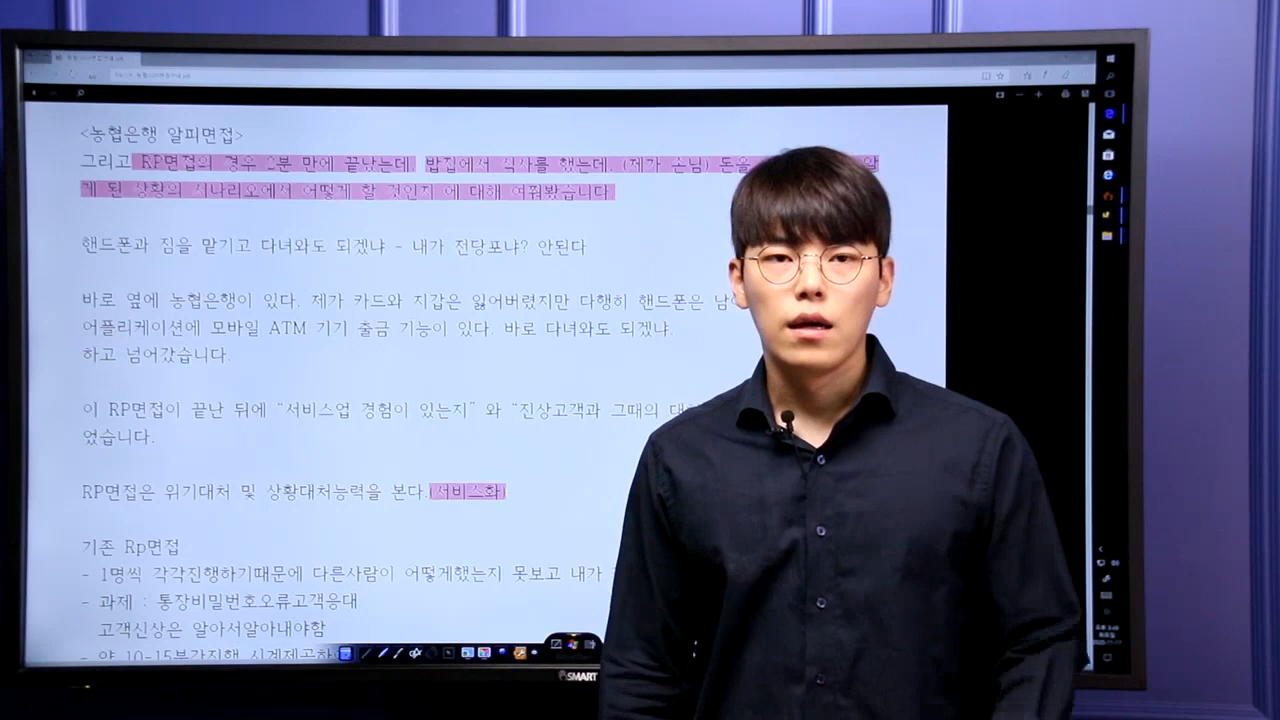 <농협은행 알피면접>
그리고 RP면접의 경우 2분 만에 끝났는데 밥집에서 식사를 했는데, (제가 손님) 돈을
게 된 상황의 시나리오에서 어떻게 할 것인지 에 대해 여쭤봤습니다
핸드폰과 짐을 맡기고 다녀와도 되겠냐 - 내가 전당포냐? 안된다
바로 옆에 농협은행이 있다. 제가 카드와 지갑은 잃어버렸지만 다행히 핸드폰은
어플리케이션에 모바일 ATM 기기 출금 기능이 있다. 바로 다녀와도 되겠냐.
하고 넘어갔습니다.
이 RP면접이 끝난 뒤에 "서비스업 경험이 있는지" 와 "진상고객과 그때의
었습니다.
RP면접은 위기대처 및 상황대처능력을 본다.(서비스화)
기존 Rp면접
- 1명씩 각각진행하기때문에 다른사람이 어떻게했는지 못보고 내가
- 과제 : 통장비밀번호오류고객응대
고객신상은 알아서알아내야함
- 약 10-15분간진행
SMART